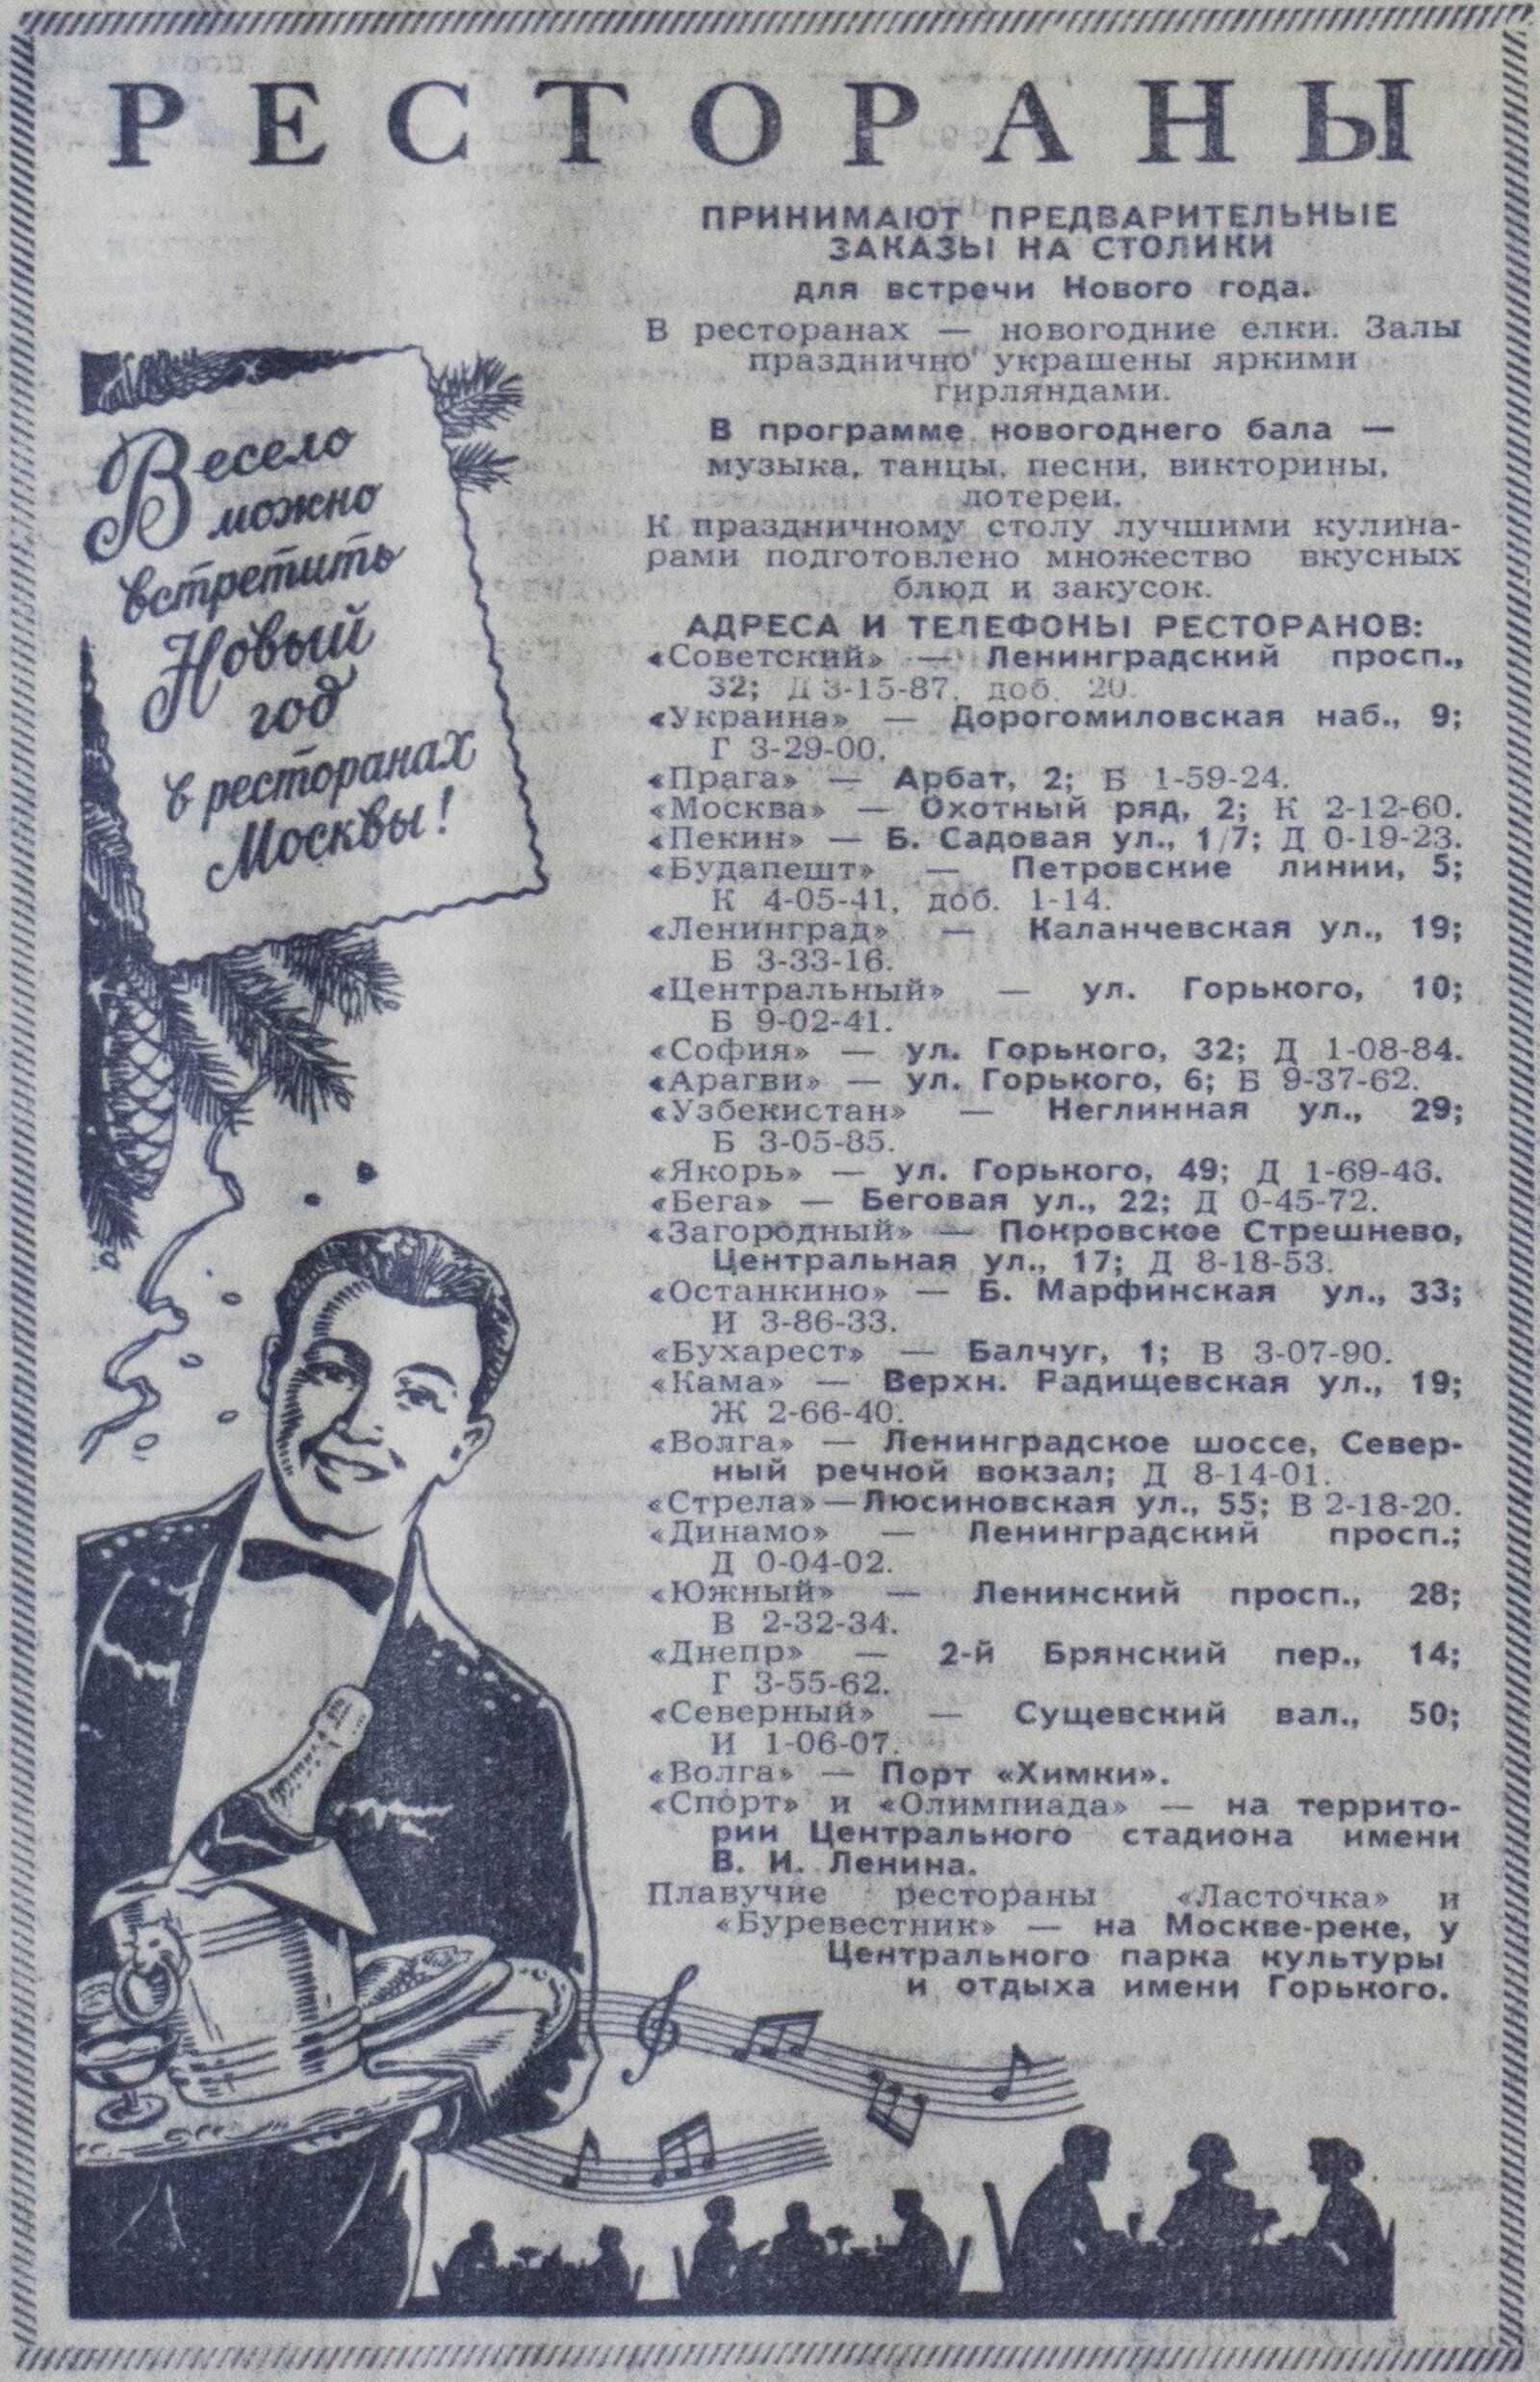 РЕСТОРАНЫ
ПРИНИМАЮТ ПРЕДВАРИТЕЛЬНЫЕ
ЗАКАЗЫ НА СТОЛИКИ
для встречи Нового года.
В ресторанах — новогодние елки. Залы
празднично украшены яркими
гирляндами.
В программе новогоднего бала —
музыка, танцы, песни, викторины,
лотереи.
К праздничному столу лучшими кулина-
рами подготовлено множество вкусных
блюд и закусок.
Весело
можно
встретить
Новый
год
в ресторанах
Москвы!
АДРЕСА И ТЕЛЕФОНЫ РЕСТОРАНОВ:
«Советский» — Ленинградский просп.,
32; Д 3-15-87, доб. 20.
«Украина» — Дорогомиловская наб., 9;
Г 3-29-00.
«Прага» — Арбат, 2; Б 1-59-24.
«Москва» — Охотный ряд, 2; К 2-12-60.
«Пекин» — Б. Садовая ул., 1/7; Д 0-19-23.
«Будапешт» — Петровские линии, 5;
К 4-05-41, доб. 1-14.
«Ленинград» — Каланчевская ул., 19;
Б 3-33-16.
«Центральный» — ул. Горького, 10;
Б 9-02-41.
«София» — ул. Горького, 32; Д 1-08-84.
«Арагви» — ул. Горького, 6; Б 9-37-62.
«Узбекистан» — Неглинная ул., 29;
Б 3-05-85.
«Якорь» — ул. Горького, 49; Д 1-69-46.
«Бега» — Беговая ул., 22; Д 0-45-72.
«Загородный» — Покровское Стрешнево,
Центральная ул., 17; Д 8-18-53.
«Останкино» — Б. Марфинская ул., 33;
И 3-86-33.
«Бухарест» — Балчуг, 1; В 3-07-90.
«Кама» — Верхн. Радищевская ул., 19;
Ж 2-66-40.
«Волга» — Ленинградское шоссе, Север-
ный речной вокзал; Д 8-14-01.
«Стрела» — Люсиновская ул., 55; В 2-18-20.
«Динамо» — Ленинградский просп.;
Д 0-04-02.
«Южный» — Ленинский просп., 28;
В 2-32-34.
«Днепр» — 2-й Брянский пер., 14;
Г 3-55-62.
«Северный» — Сущевский вал., 50;
И 1-06-07.
«Волга» — Порт «Химки».
«Спорт» и «Олимпиада» — на террито-
рии Центрального стадиона имени
В. И. Ленина.
Плавучие рестораны «Ласточка» и
«Буревестник» — на Москве-реке, у
Центрального парка культуры
и отдыха имени Горького.